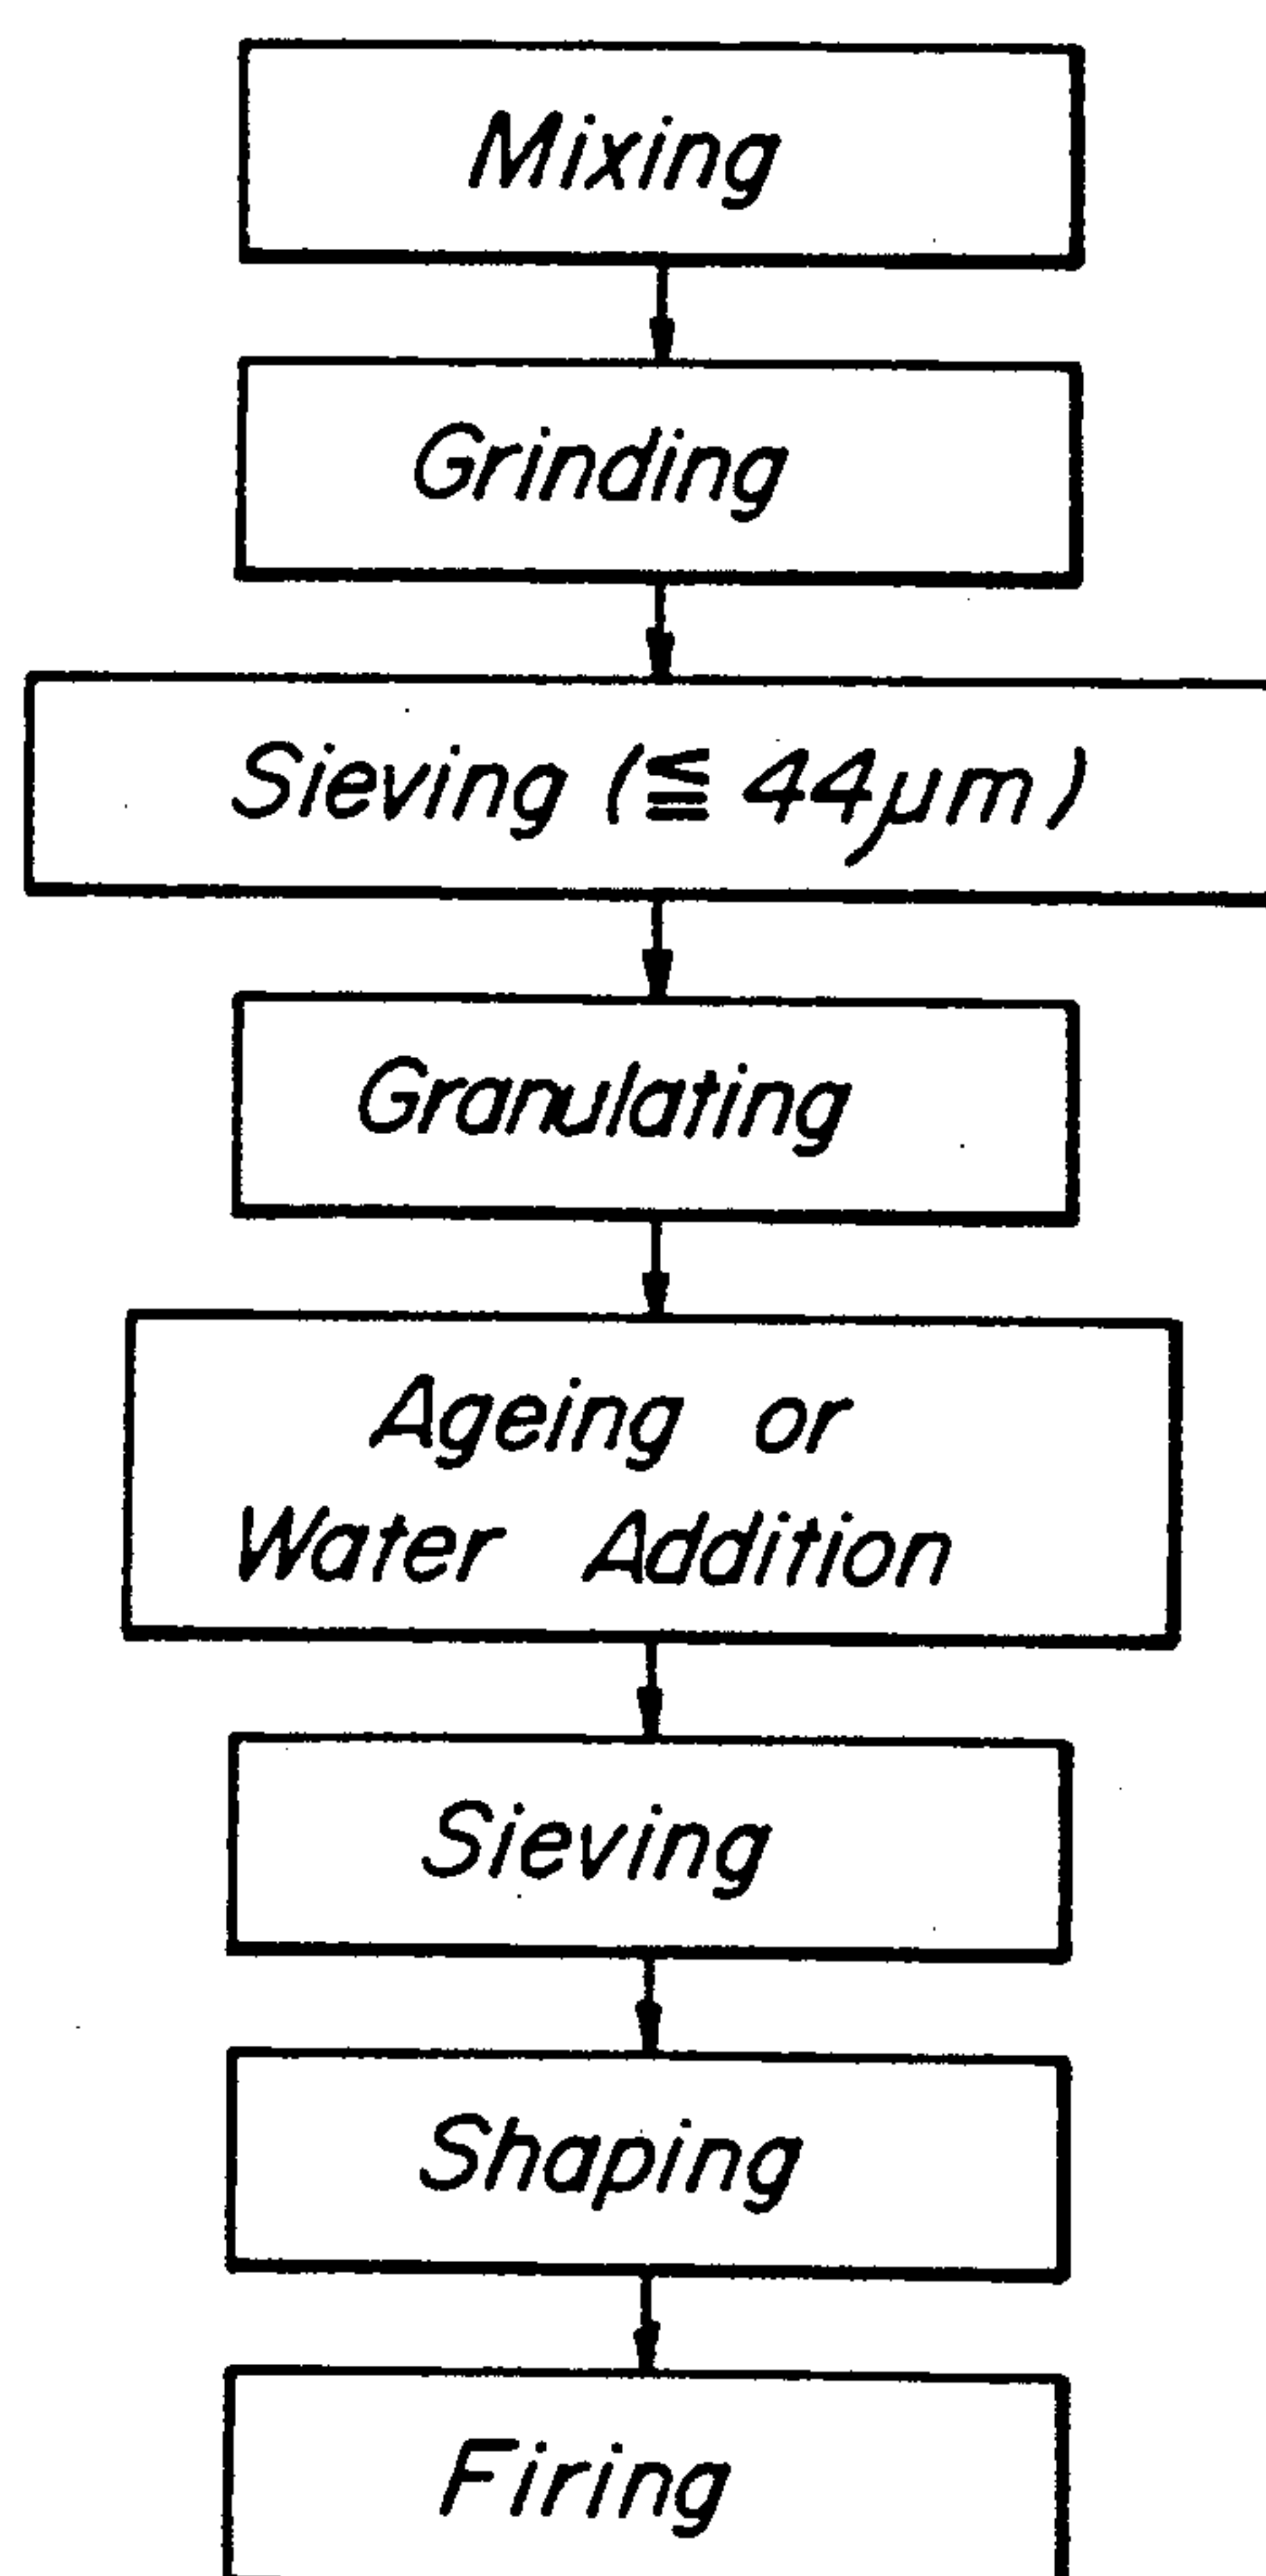 Mixing
Grinding
Sieving (≦ 44μm)
Granulating
Ageing or
Water Addition
Sieving
Shaping
Firing